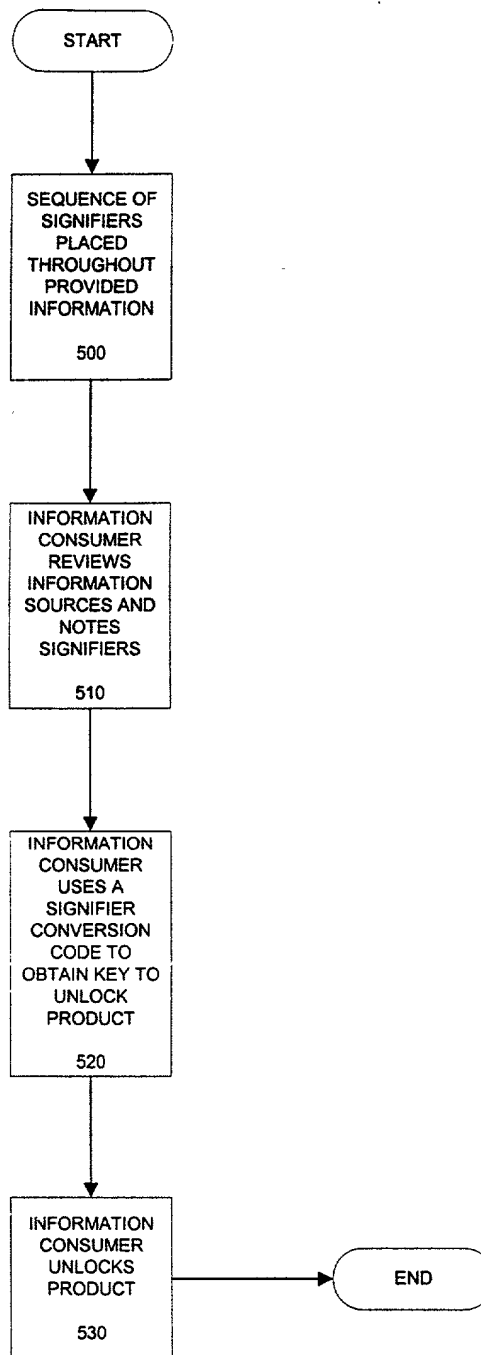 START
SEQUENCE OF
SIGNIFIERS
PLACED
THROUGHOUT
PROVIDED
INFORMATION
500
INFORMATION
CONSUMER
REVIEWS
INFORMATION
SOURCES AND
NOTES
SIGNIFIERS
510
INFORMATION
CONSUMER
USES A
SIGNIFIER
CONVERSION
CODE TO
OBTAIN KEY TO
UNLOCK
PRODUCT
520
INFORMATION
CONSUMER
UNLOCKS
PRODUCT
530
END